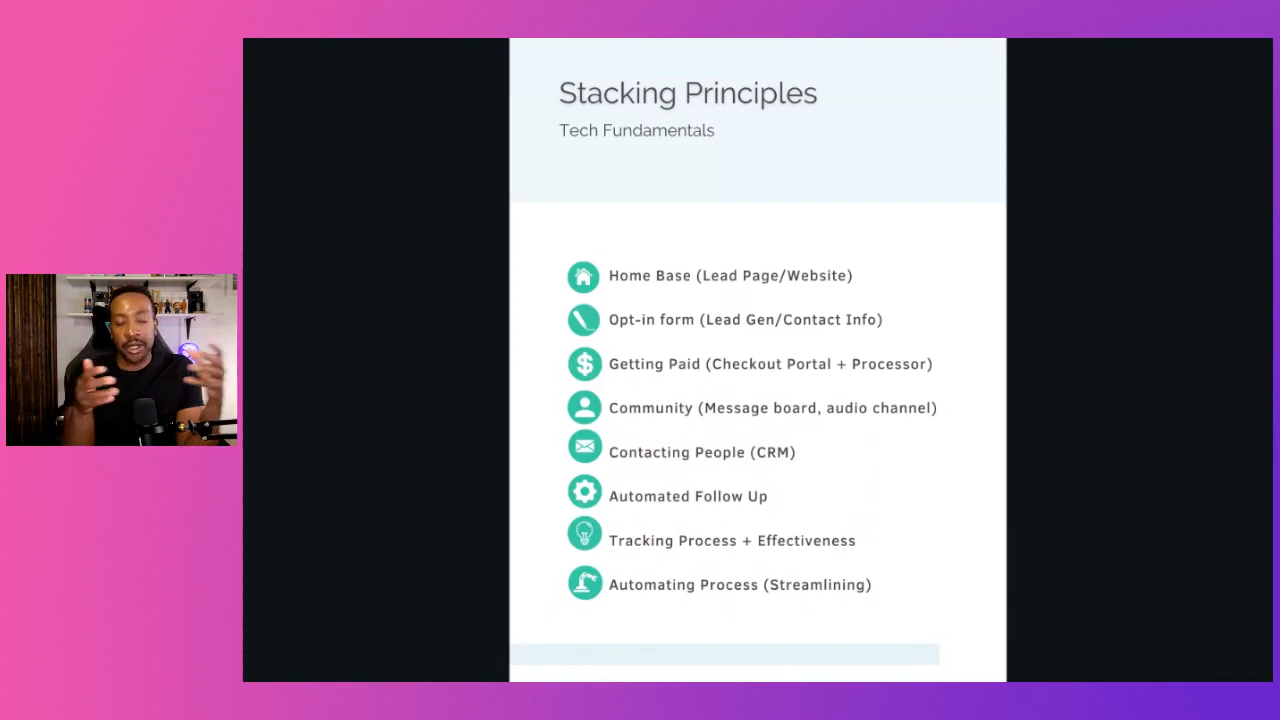 Stacking Principles
Tech Fundamentals
Home Base (Lead Page/Website)
Opt-in form (Lead Gen/Contact Info)
Getting Paid (Checkout Portal + Processor)
Community (Message board, audio channel)
Contacting People (CRM)
Automated Follow Up
Tracking Process + Effectiveness
Automating Process (Streamlining)